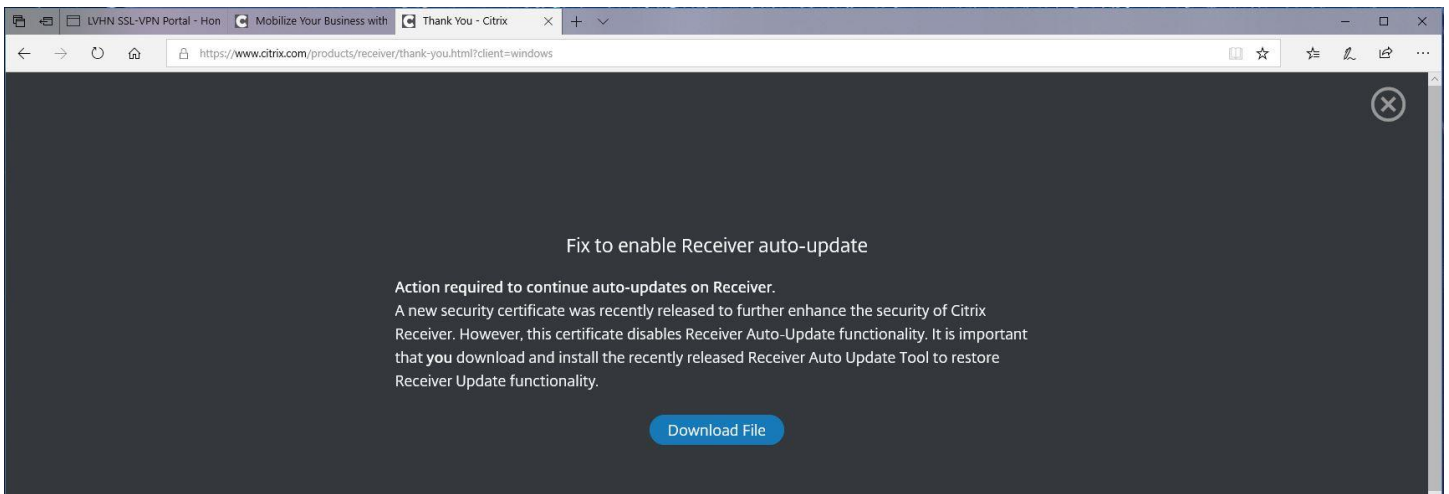 LVHN SSL-VPN Portal - Hon
Mobilize Your Business with
Thank You - Citrix
https://www.citrix.com/products/receiver/thank-you.html?client=windows
Fix to enable Receiver auto-update
Action required to continue auto-updates on Receiver.
A new security certificate was recently released to further enhance the security of Citrix
Receiver. However, this certificate disables Receiver Auto-Update functionality. It is important
that you download and install the recently released Receiver Auto Update Tool to restore
Receiver Update functionality.
Download File